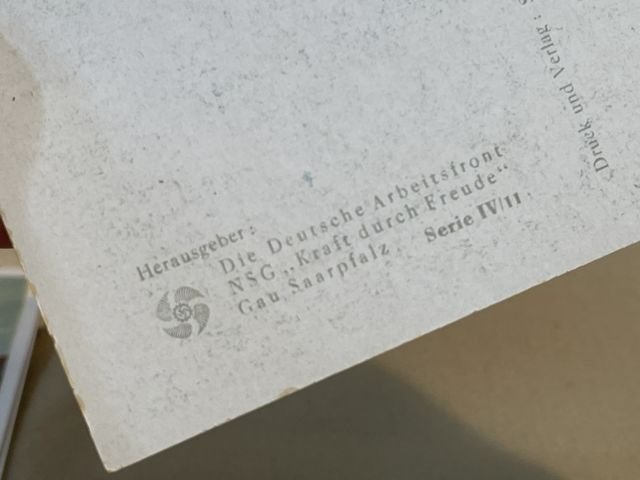 Herausgeber:
Die Deutsche Arbeitsfront
NSG „Kraft durch Freude“
Gau Saarpfalz Serie IV/11
Druck und Verlag: